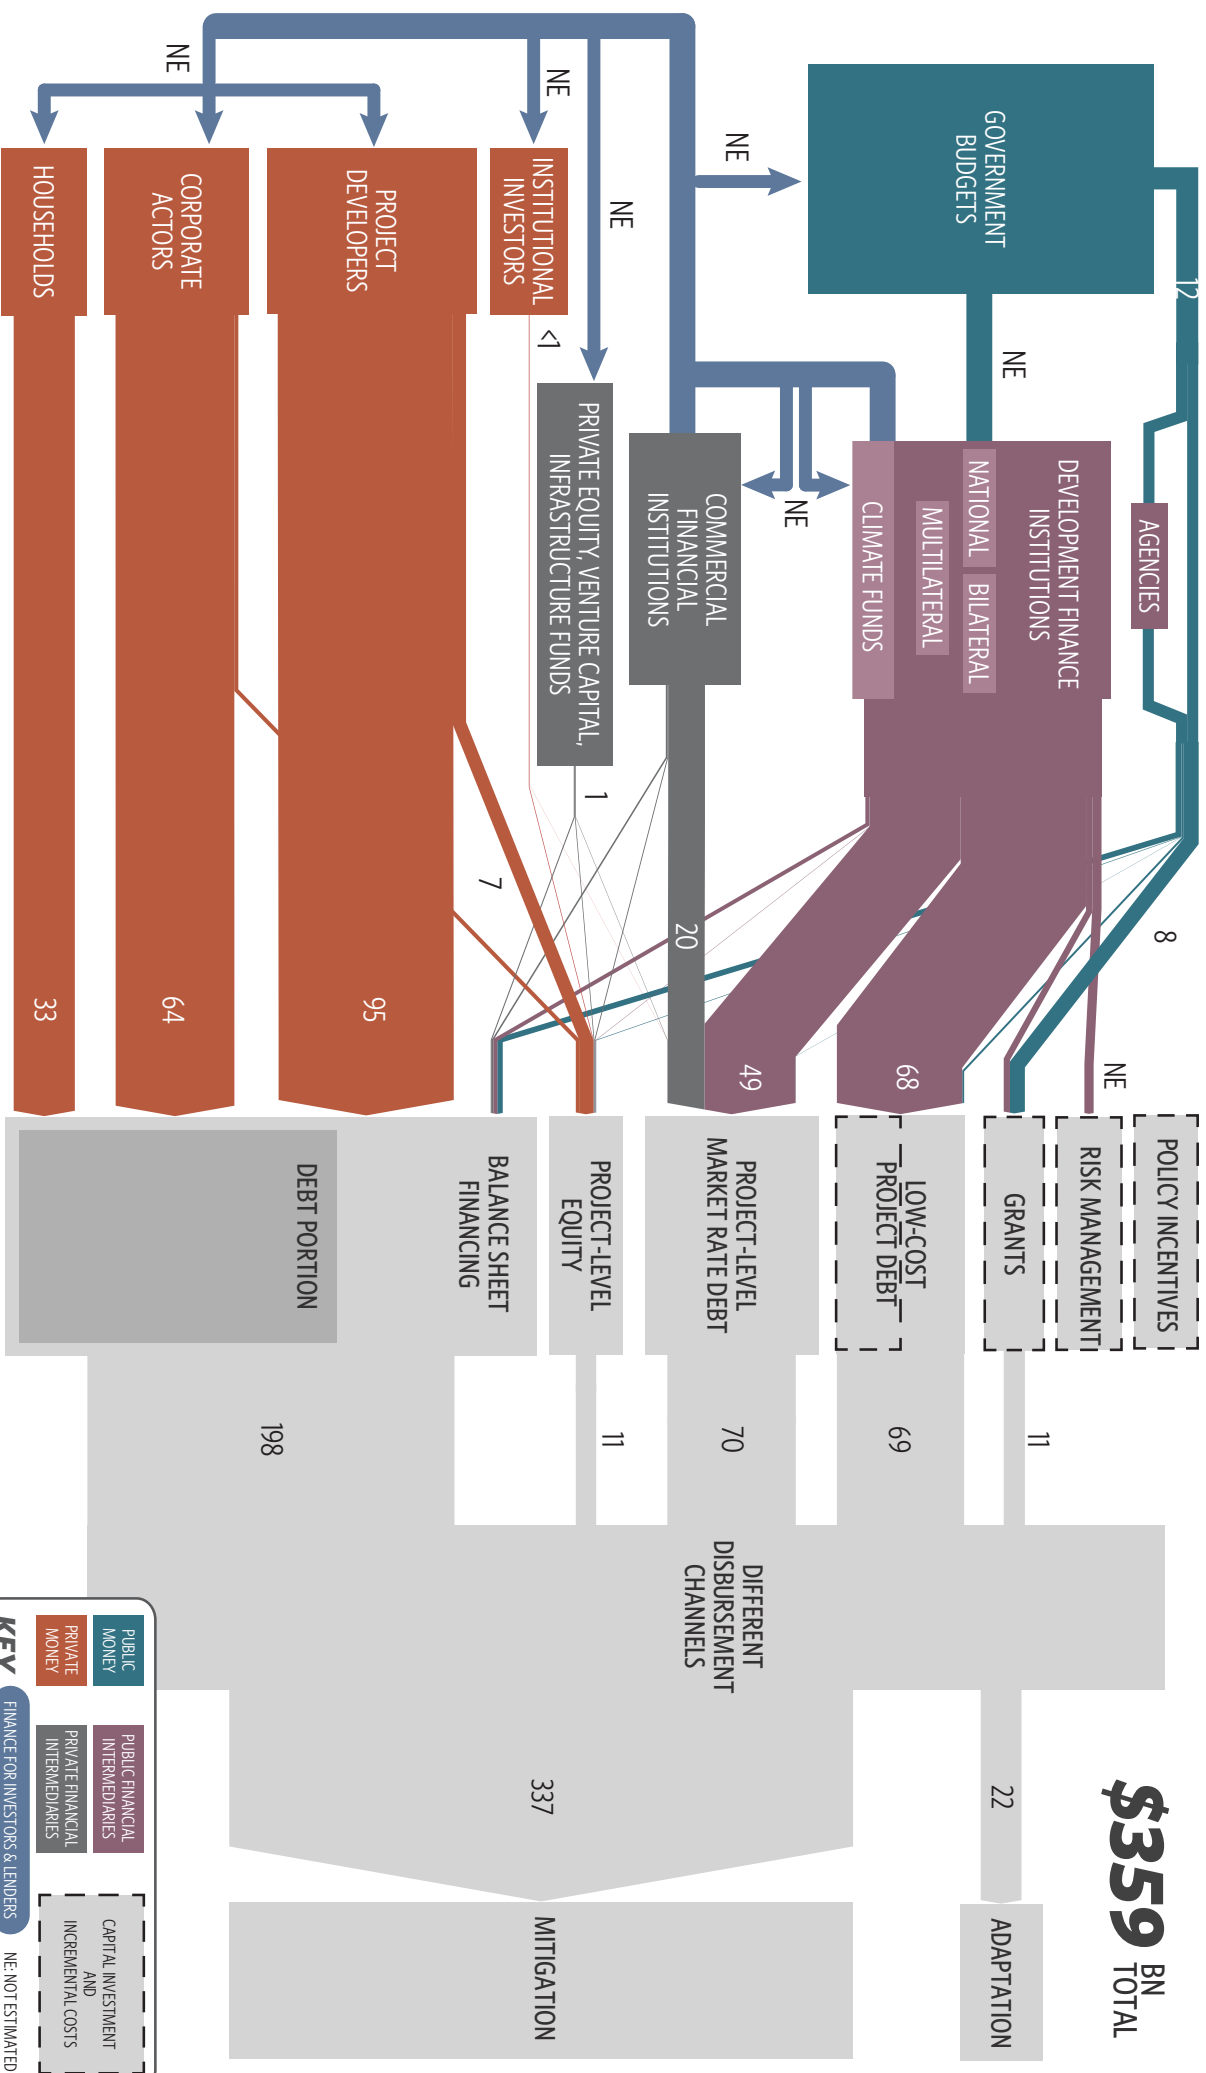 $359 BN
TOTAL
GOVERNMENT
BUDGETS
12
NE
NE
NE
NE
NE
NE
AGENCIES
DEVELOPMENT FINANCE
INSTITUTIONS
NATIONAL
BILATERAL
MULTILATERAL
CLIMATE FUNDS
COMMERCIAL
FINANCIAL
INSTITUTIONS
PRIVATE EQUITY, VENTURE CAPITAL,
INFRASTRUCTURE FUNDS
INSTITUTIONAL
INVESTORS
PROJECT
DEVELOPERS
CORPORATE
ACTORS
HOUSEHOLDS
<1
1
7
8
NE
68
49
20
95
64
33
POLICY INCENTIVES
RISK MANAGEMENT
GRANTS
LOW-COST
PROJECT DEBT
PROJECT-LEVEL
MARKET RATE DEBT
PROJECT-LEVEL
EQUITY
BALANCE SHEET
FINANCING
DEBT PORTION
11
69
70
11
198
DIFFERENT
DISBURSEMENT
CHANNELS
22
337
ADAPTATION
MITIGATION
PUBLIC
MONEY
PUBLIC FINANCIAL
INTERMEDIARIES
PRIVATE
MONEY
PRIVATE FINANCIAL
INTERMEDIARIES
CAPITAL INVESTMENT
AND
INCREMENTAL COSTS
KEY
FINANCE FOR INVESTORS & LENDERS
NE: NOT ESTIMATED